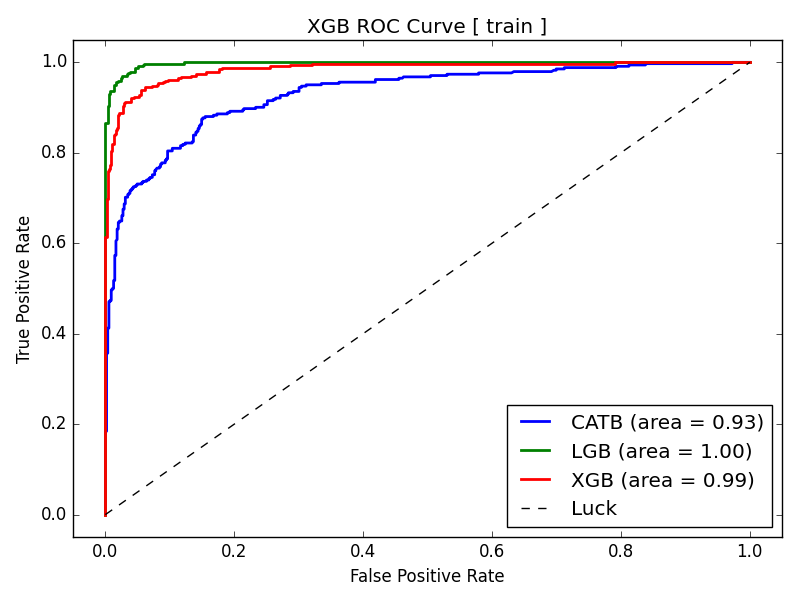 XGB ROC Curve [ train ]
1.0
0.8
0.6
0.4
0.2
0.0
True Positive Rate
CATB (area = 0.93)
LGB (area = 1.00)
XGB (area = 0.99)
Luck
0.0 0.2 0.4 0.6 0.8 1.0
False Positive Rate